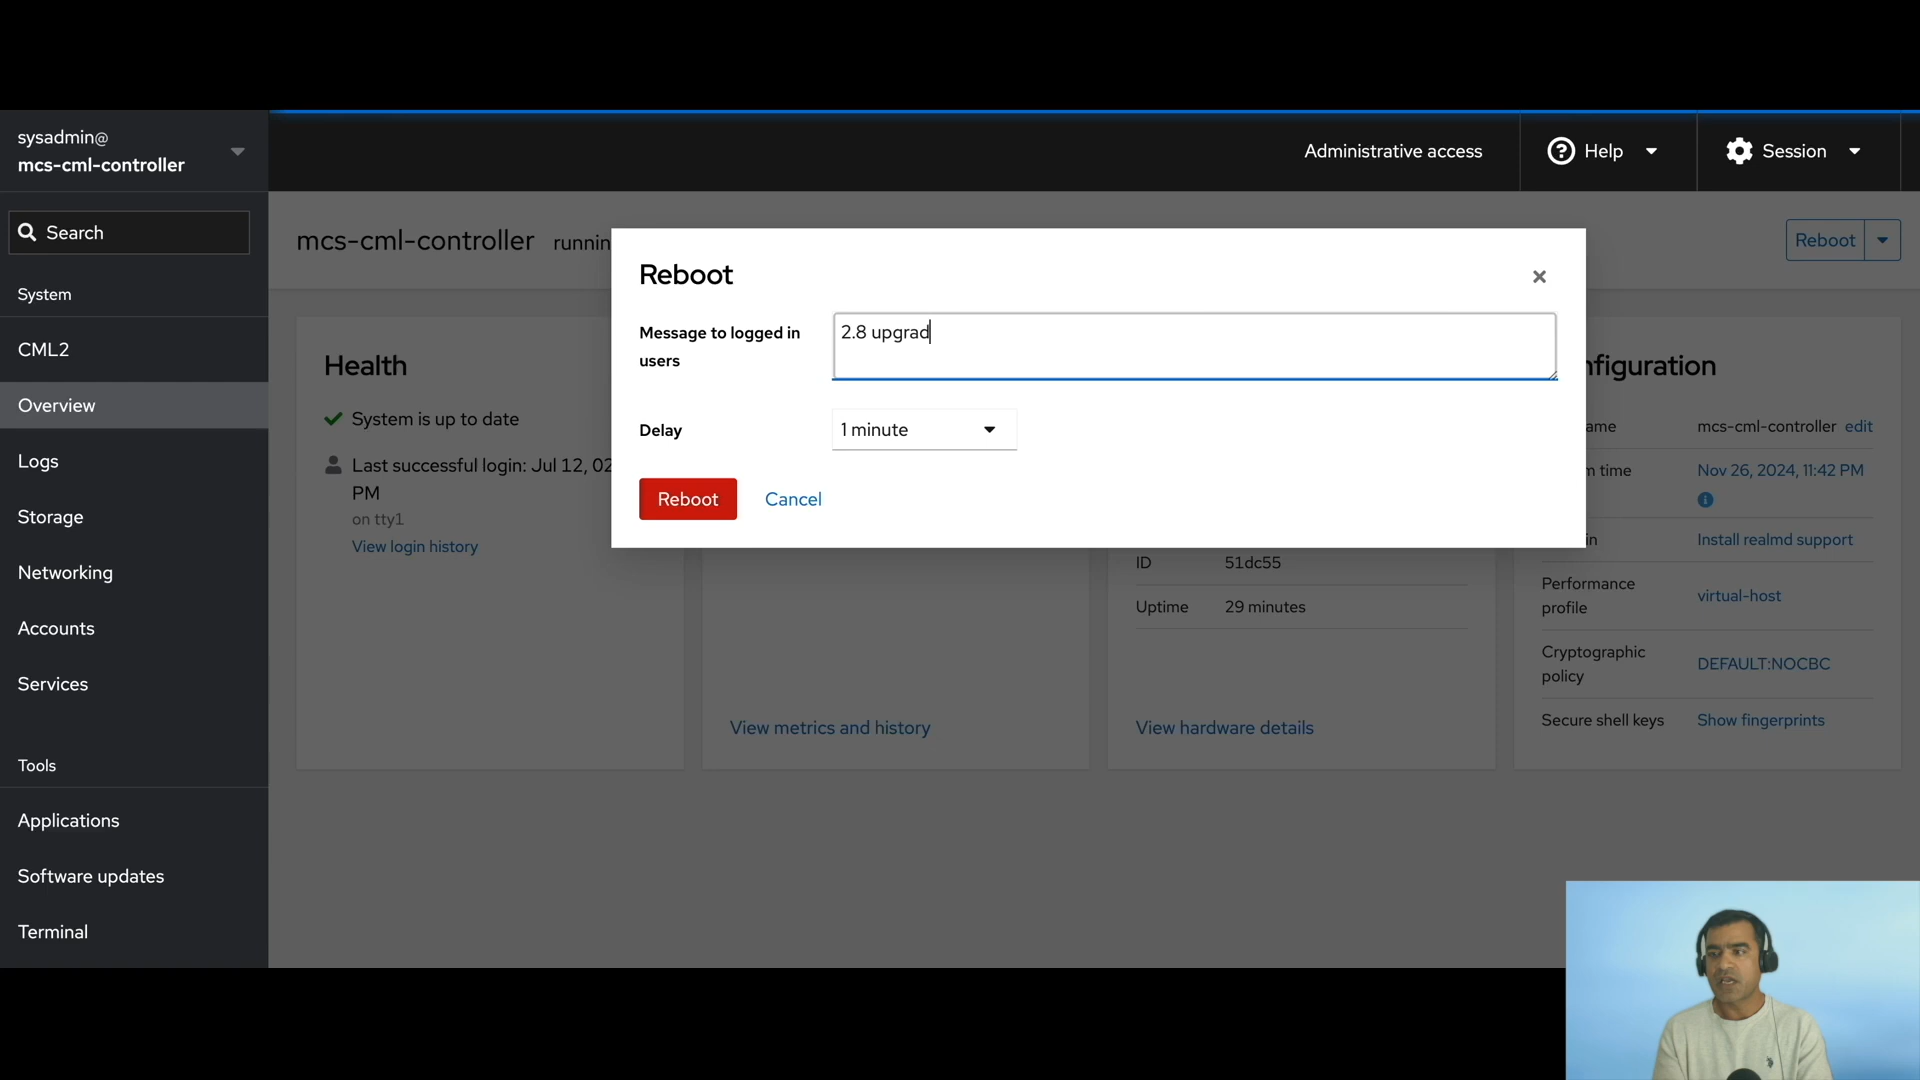 sysadmin@
mcs-cml-controller
Administrative access
Help
Session
Search
mcs-cml-controller runnin
Reboot
System
CML2
Overview
Logs
Storage
Networking
Accounts
Services
Tools
Applications
Software updates
Terminal
Reboot
Message to logged in
users
2.8 upgrad
Delay
1 minute
Reboot
Cancel
Health
System is up to date
Last successful login: Jul 12, 02
PM
on tty1
View login history
View metrics and history
ID 51dc55
Uptime 29 minutes
View hardware details
nfiguration
ame mcs-cml-controller edit
m time Nov 26, 2024, 11:42 PM
in Install realmd support
Performance
profile
virtual-host
Cryptographic
policy
DEFAULT:NOCBC
Secure shell keys Show fingerprints